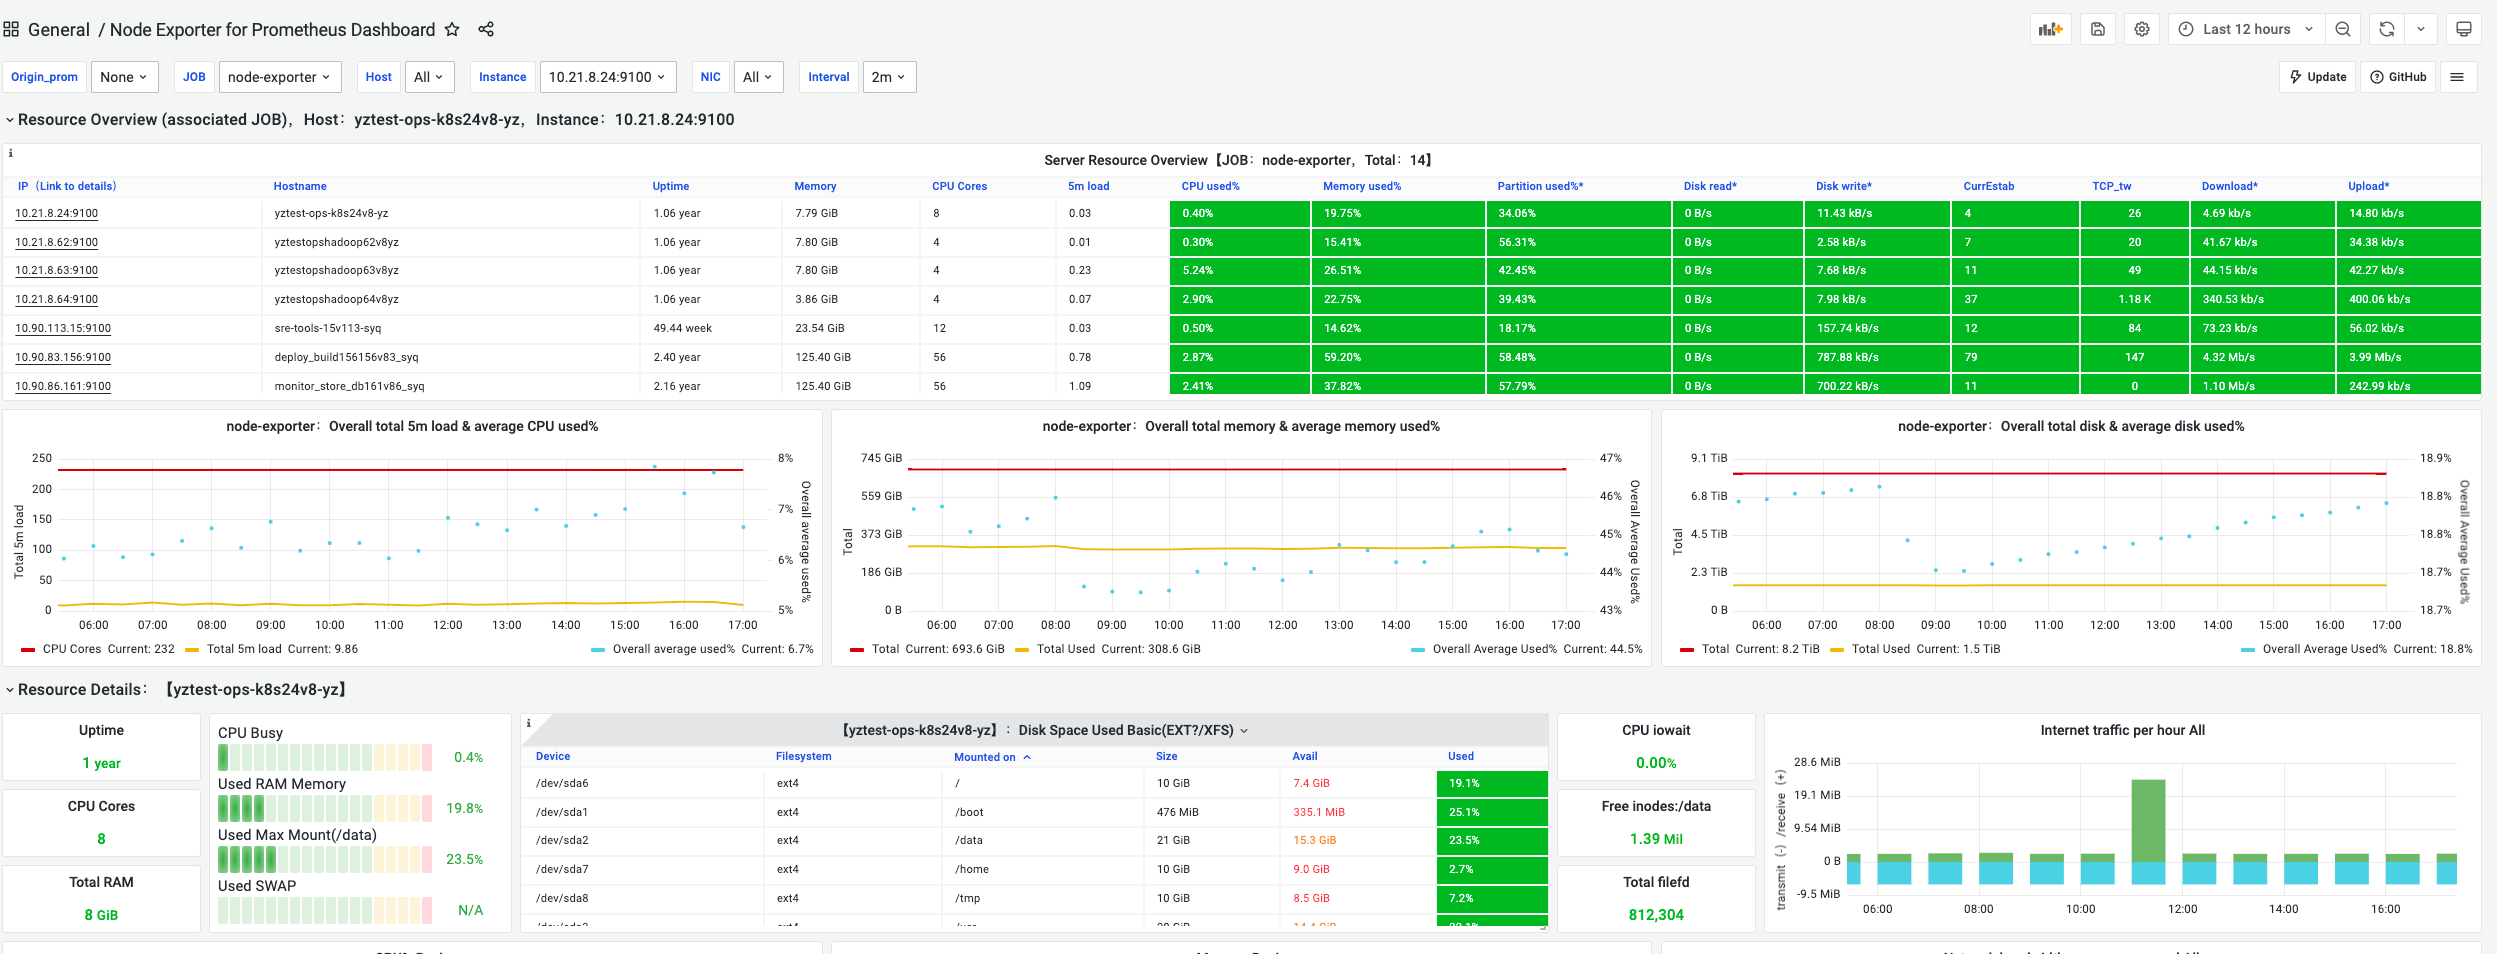 General / Node Exporter for Prometheus Dashboard
Last 12 hours
Origin_prom None JOB node-exporter Host All Instance 10.21.8.24:9100 NIC All Interval 2m Update GitHub
Resource Overview (associated JOB)，Host：yztest-ops-k8s24v8-yz，Instance：10.21.8.24:9100
Server Resource Overview【JOB：node-exporter，Total：14】
IP（Link to details） Hostname Uptime Memory CPU Cores 5m load CPU used% Memory used% Partition used%* Disk read* Disk write* CurrEstab TCP_tw Download* Upload*
10.21.8.24:9100 yztest-ops-k8s24v8-yz 1.06 year 7.79 GiB 8 0.03 0.40% 19.75% 34.06% 0 B/s 11.43 kB/s 4 26 4.69 kb/s 14.80 kb/s
10.21.8.62:9100 yztestopshadoop62v8yz 1.06 year 7.80 GiB 4 0.01 0.30% 15.41% 56.31% 0 B/s 2.58 kB/s 7 20 41.67 kb/s 34.38 kb/s
10.21.8.63:9100 yztestopshadoop63v8yz 1.06 year 7.80 GiB 4 0.23 5.24% 26.51% 42.45% 0 B/s 7.68 kB/s 11 49 44.15 kb/s 42.27 kb/s
10.21.8.64:9100 yztestopshadoop64v8yz 1.06 year 3.86 GiB 4 0.07 2.90% 22.75% 39.43% 0 B/s 7.98 kB/s 37 1.18 K 340.53 kb/s 400.06 kb/s
10.90.113.15:9100 sre-tools-15v113-syq 49.44 week 23.54 GiB 12 0.03 0.50% 14.62% 18.17% 0 B/s 157.74 kB/s 12 84 73.23 kb/s 56.02 kb/s
10.90.83.156:9100 deploy_build156156v83_syq 2.40 year 125.40 GiB 56 0.78 2.87% 59.20% 58.48% 0 B/s 787.88 kB/s 79 147 4.32 Mb/s 3.99 Mb/s
10.90.86.161:9100 monitor_store_db161v86_syq 2.16 year 125.40 GiB 56 1.09 2.41% 37.82% 57.79% 0 B/s 700.22 kB/s 11 0 1.10 Mb/s 242.99 kb/s
node-exporter：Overall total 5m load & average CPU used%
Total 5m load
250
200
150
100
50
0
8%
7%
6%
5%
Overall average used%
06:00 07:00 08:00 09:00 10:00 11:00 12:00 13:00 14:00 15:00 16:00 17:00
CPU Cores Current: 232 Total 5m load Current: 9.86 Overall average used% Current: 6.7%
node-exporter：Overall total memory & average memory used%
Total
745 GiB
559 GiB
373 GiB
186 GiB
0 B
47%
46%
45%
44%
43%
Overall Average Used%
06:00 07:00 08:00 09:00 10:00 11:00 12:00 13:00 14:00 15:00 16:00 17:00
Total Current: 693.6 GiB Total Used Current: 308.6 GiB Overall Average Used% Current: 44.5%
node-exporter：Overall total disk & average disk used%
Total
9.1 TiB
6.8 TiB
4.5 TiB
2.3 TiB
0 B
18.9%
18.8%
18.8%
18.7%
18.7%
Overall Average Used%
06:00 07:00 08:00 09:00 10:00 11:00 12:00 13:00 14:00 15:00 16:00 17:00
Total Current: 8.2 TiB Total Used Current: 1.5 TiB Overall Average Used% Current: 18.8%
Resource Details：【yztest-ops-k8s24v8-yz】
Uptime
1 year
CPU Cores
8
Total RAM
8 GiB
CPU Busy
0.4%
Used RAM Memory
19.8%
Used Max Mount(/data)
23.5%
Used SWAP
N/A
【yztest-ops-k8s24v8-yz】：Disk Space Used Basic(EXT?/XFS)
Device Filesystem Mounted on Size Avail Used
/dev/sda6 ext4 / 10 GiB 7.4 GiB 19.1%
/dev/sda1 ext4 /boot 476 MiB 335.1 MiB 25.1%
/dev/sda2 ext4 /data 21 GiB 15.3 GiB 23.5%
/dev/sda7 ext4 /home 10 GiB 9.0 GiB 2.7%
/dev/sda8 ext4 /tmp 10 GiB 8.5 GiB 7.2%
CPU iowait
0.00%
Free inodes:/data
1.39 Mil
Total filefd
812,304
Internet traffic per hour All
transmit (-) /receive (+)
28.6 MiB
19.1 MiB
9.54 MiB
0 B
-9.5 MiB
06:00 08:00 10:00 12:00 14:00 16:00